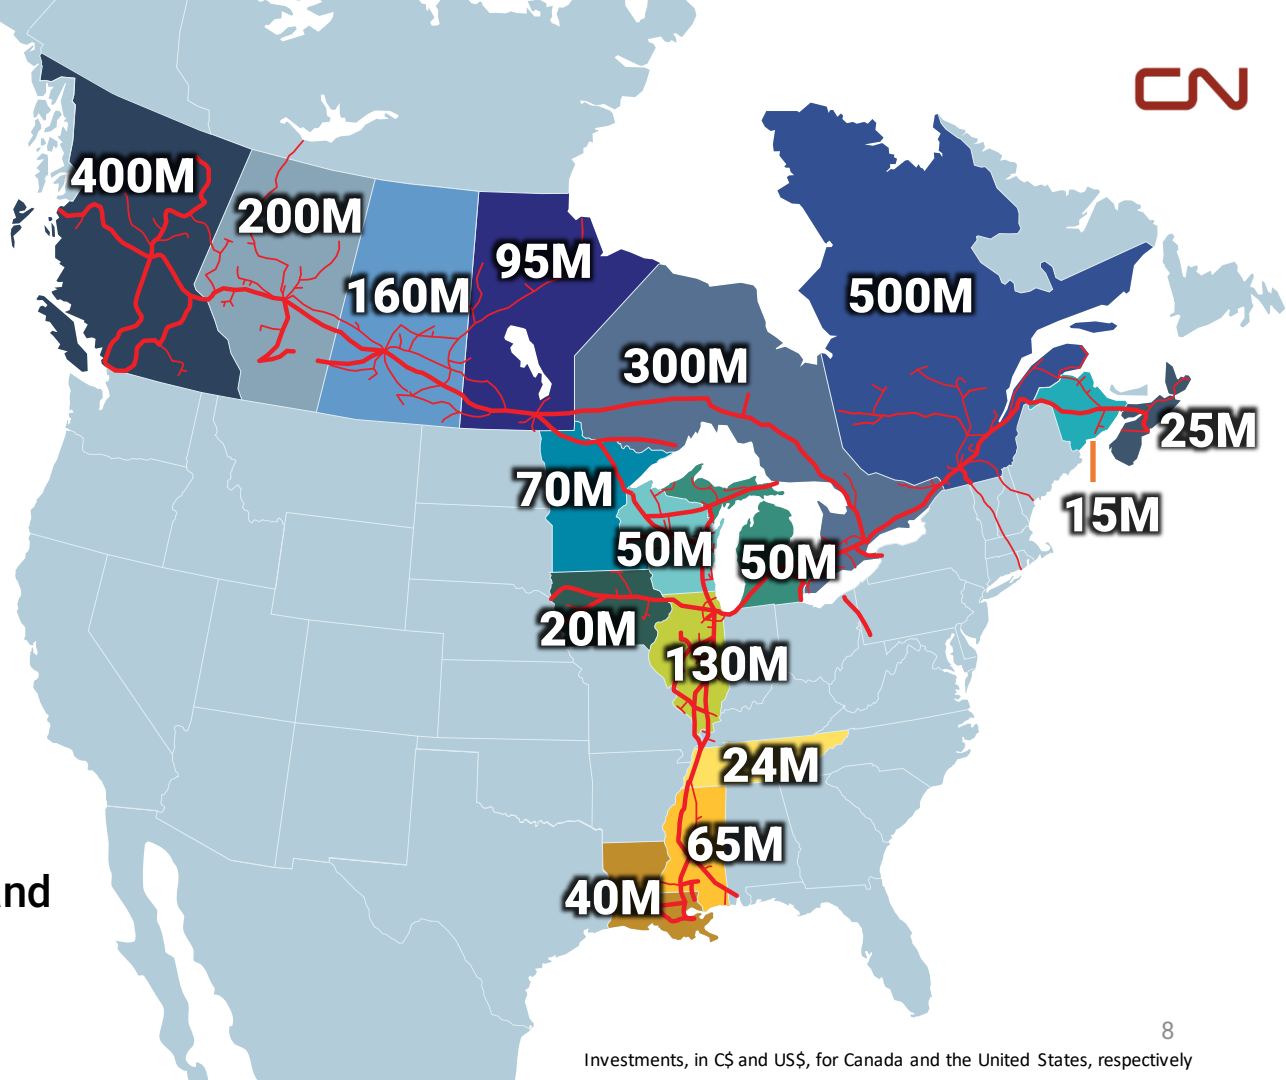 CN
400M
200M
160M
95M
500M
300M
25M
15M
70M
50M
50M
20M
130M
24M
65M
40M
nd
8
Investments, in C$ and US$, for Canada and the United States, respectively